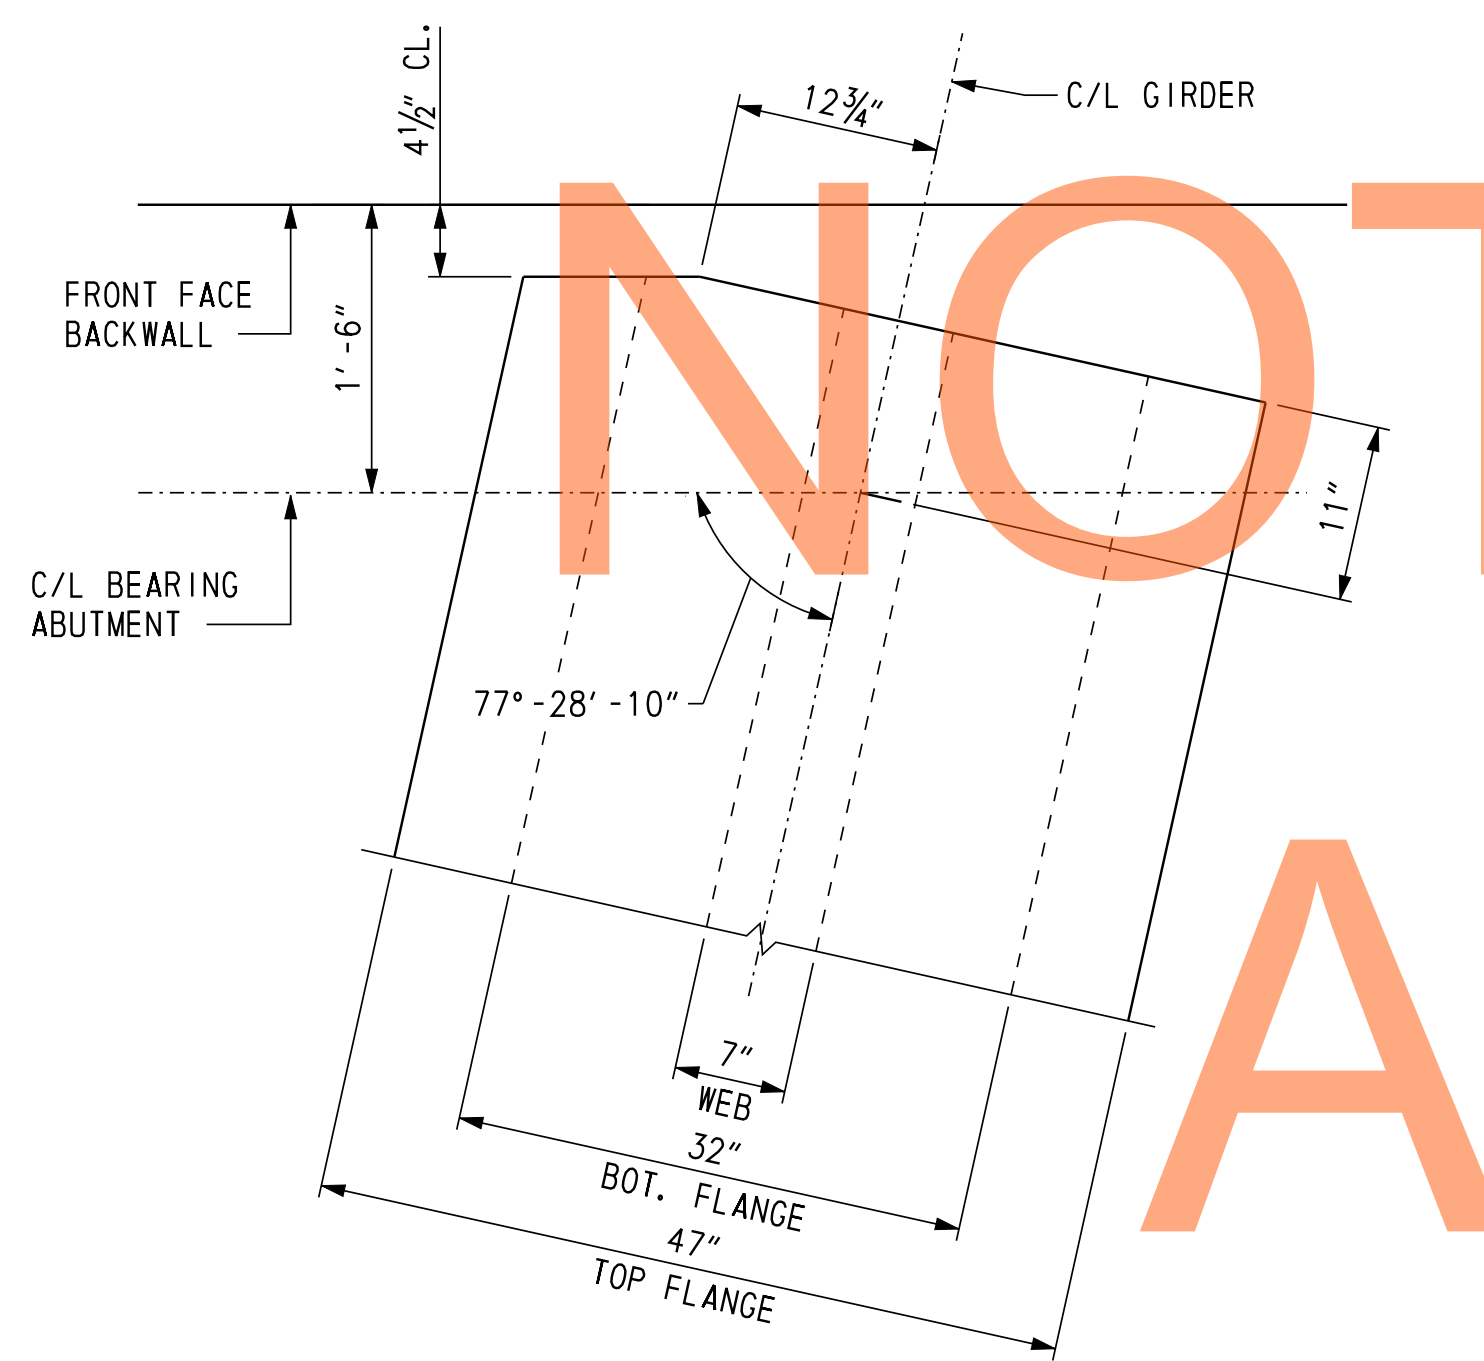 4½" CL.
12¾"
C/L GIRDER
NOT
FRONT FACE
BACKWALL
1'-6"
11"
C/L BEARING
ABUTMENT
77°-28'-10"
A
7"
WEB
32"
BOT. FLANGE
47"
TOP FLANGE